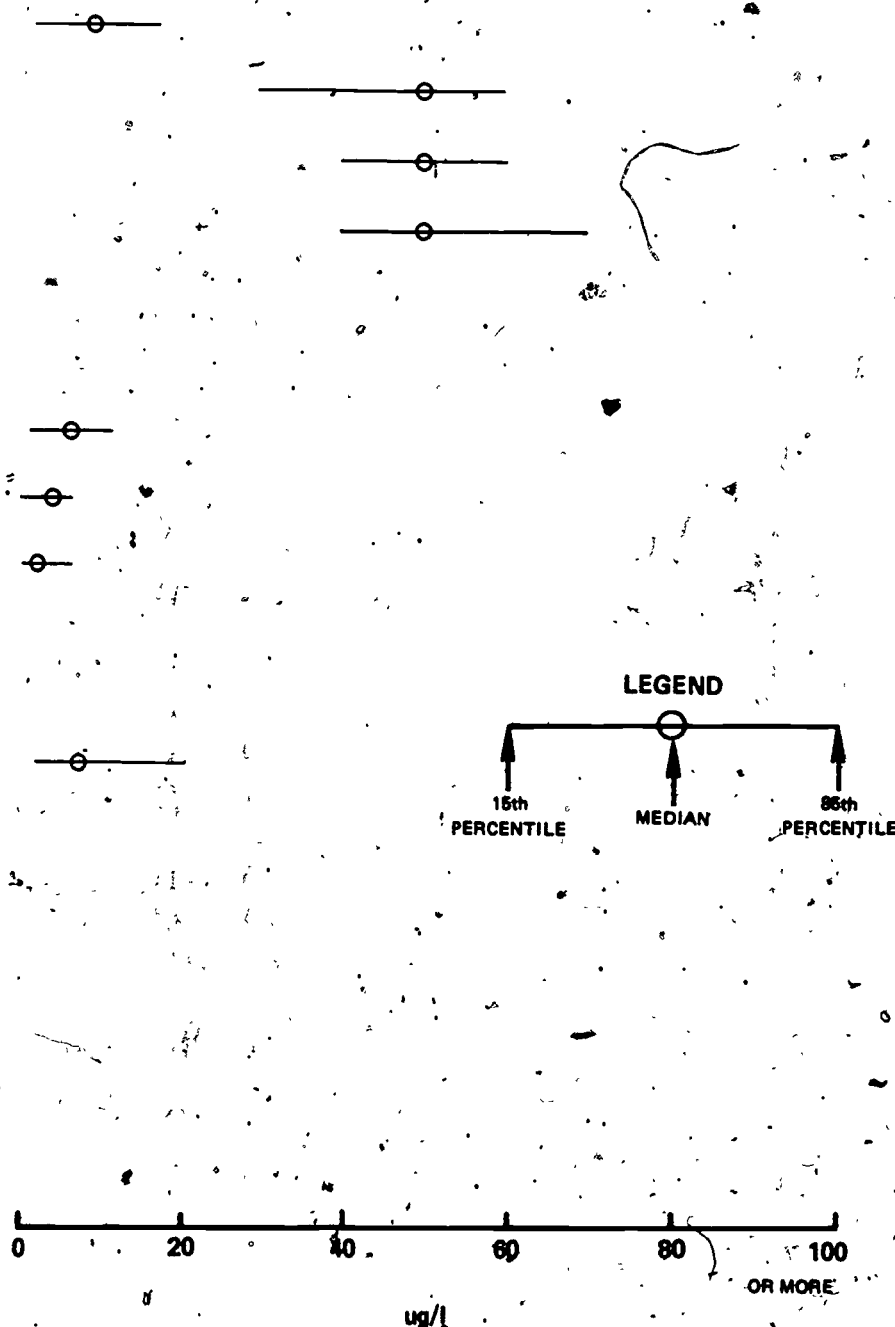 LEGEND
15th
PERCENTILE
MEDIAN
85th
PERCENTILE
0 20 40 60 80 100
OR MORE
ug/l